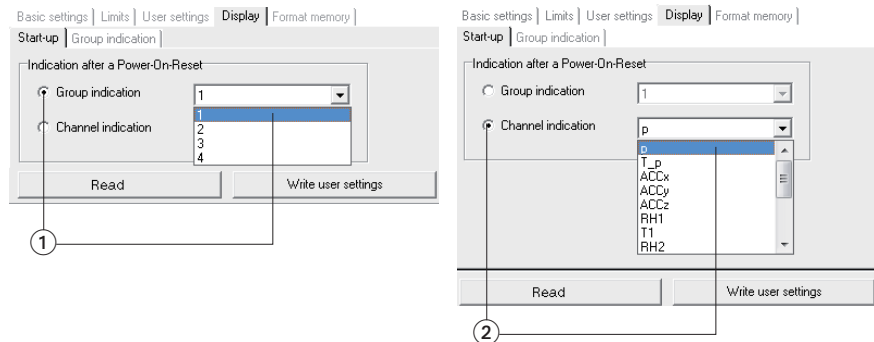 Basic settings Limits User settings Display Format memory
Start-up Group indication
Indication after a Power-On-Reset
Group indication 1
1
Channel indication 2
3
4
Read Write user settings
1
Basic settings Limits User settings Display Format memory
Start-up Group indication
Indication after a Power-On-Reset
Group indication 1
Channel indication p
p
T_p
ACCx
ACCy
ACCz
RH1
T1
RH2
Read Write user settings
2